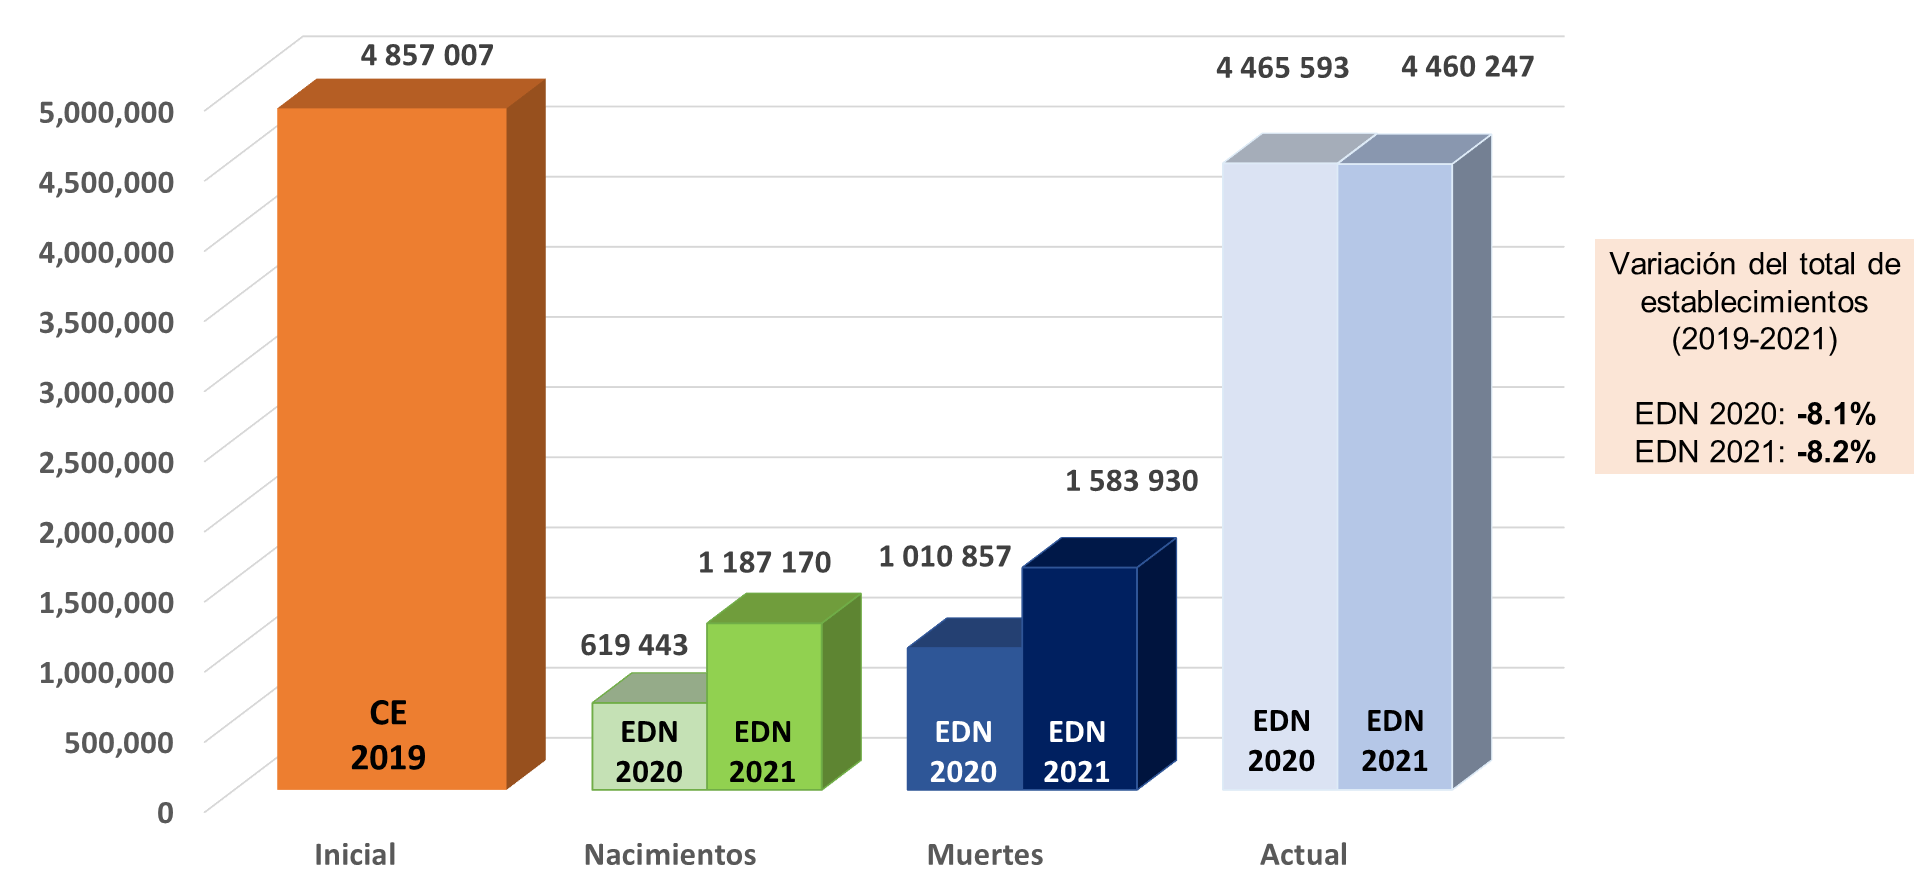 4 857 007
4 465 593
4 460 247
5,000,000
4,500,000
4,000,000
3,500,000
3,000,000
2,500,000
2,000,000
1,500,000
1,000,000
500,000
0
619 443
1 187 170
1 010 857
1 583 930
CE
2019
EDN
2020
EDN
2021
EDN
2020
EDN
2021
EDN
2020
EDN
2021
Inicial
Nacimientos
Muertes
Actual
Variación del total de
establecimientos
(2019-2021)
EDN 2020: -8.1%
EDN 2021: -8.2%